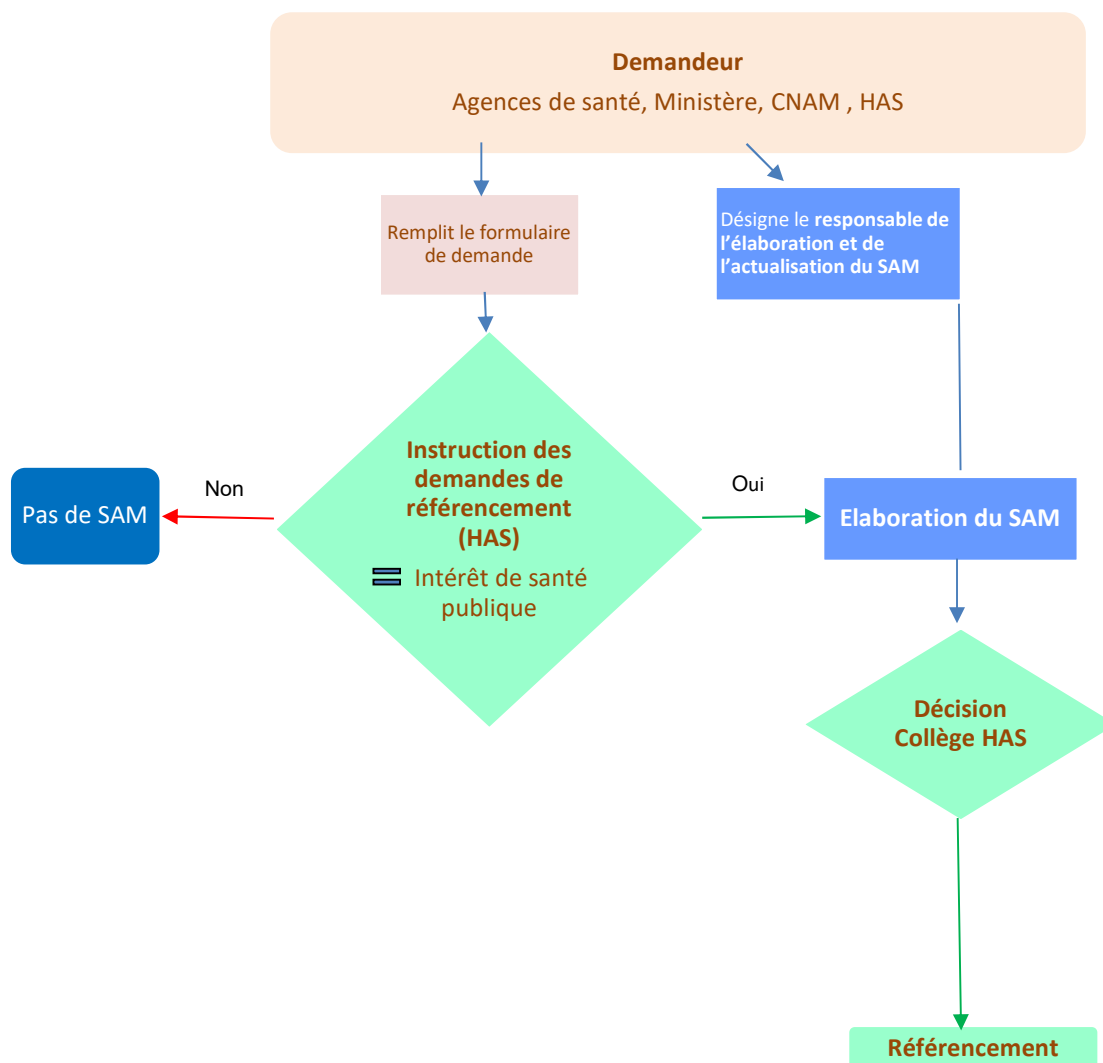 Demandeur
Agences de santé, Ministère, CNAM , HAS
Remplit le formulaire
de demande
Désigne le responsable de
l’élaboration et de
l’actualisation du SAM
Instruction des
demandes de
référencement
(HAS)
Intérêt de santé
publique
Non
Pas de SAM
Oui
Elaboration du SAM
Décision
Collège HAS
Référencement